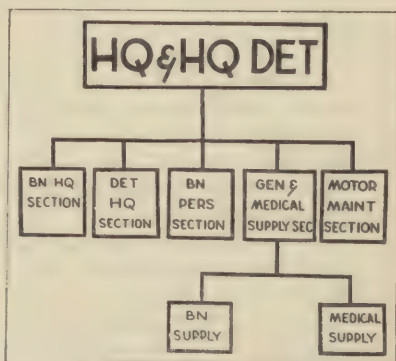 HQ & HQ DET
BN HQ
SECTION
DET
HQ
SECTION
BN
PERS
SECTION
GEN &
MEDICAL
SUPPLY SEC
MOTOR
MAINT
SECTION
BN
SUPPLY
MEDICAL
SUPPLY